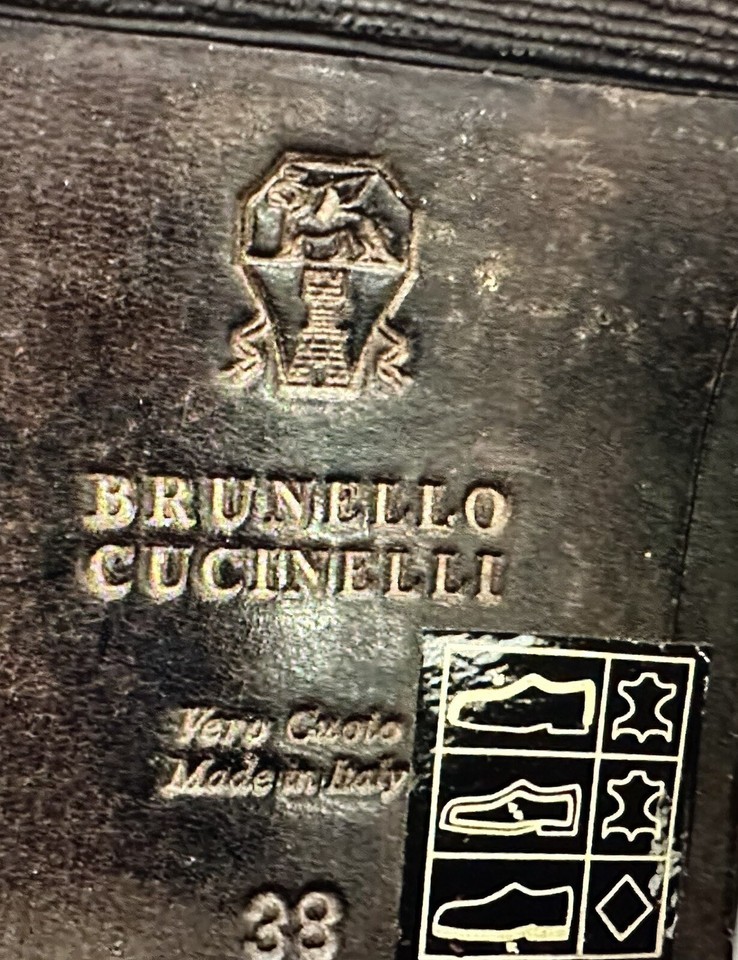 BRUNELLO
CUCINELLI
Vero Cuoio
Made in Italy
38